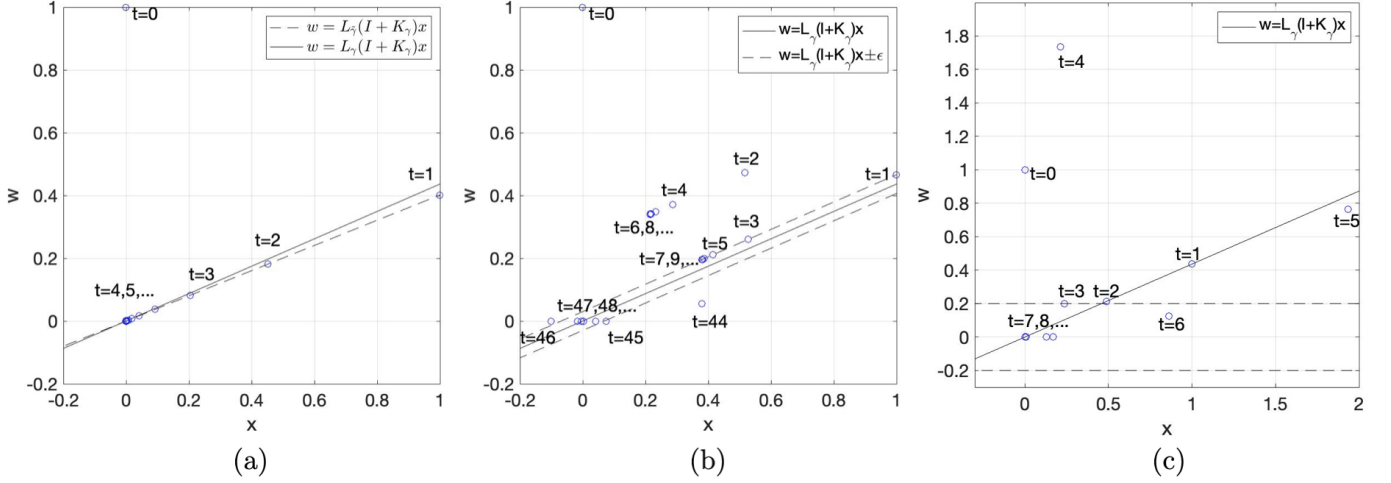 1
0.8
0.6
0.4
0.2
0
-0.2
w
-0.2 0 0.2 0.4 0.6 0.8 1
x
t=0
t=1
t=2
t=3
t=4,5,...
w = L_γ̃(I + K_γ)x
w = L_γ(I + K_γ)x
(a)
1
0.8
0.6
0.4
0.2
0
-0.2
w
-0.2 0 0.2 0.4 0.6 0.8 1
x
t=0
w=L_γ(I+K_γ)x
w=L_γ(I+K_γ)x±ϵ
t=2
t=1
t=4
t=6,8,...
t=3
t=5
t=7,9,...
t=47,48,...
t=44
t=46
t=45
(b)
1.8
1.6
1.4
1.2
1
0.8
0.6
0.4
0.2
0
-0.2
w
0 0.5 1 1.5 2
x
w=L_γ(I+K_γ)x
t=4
t=0
t=5
t=1
t=3
t=2
t=6
t=7,8,...
(c)